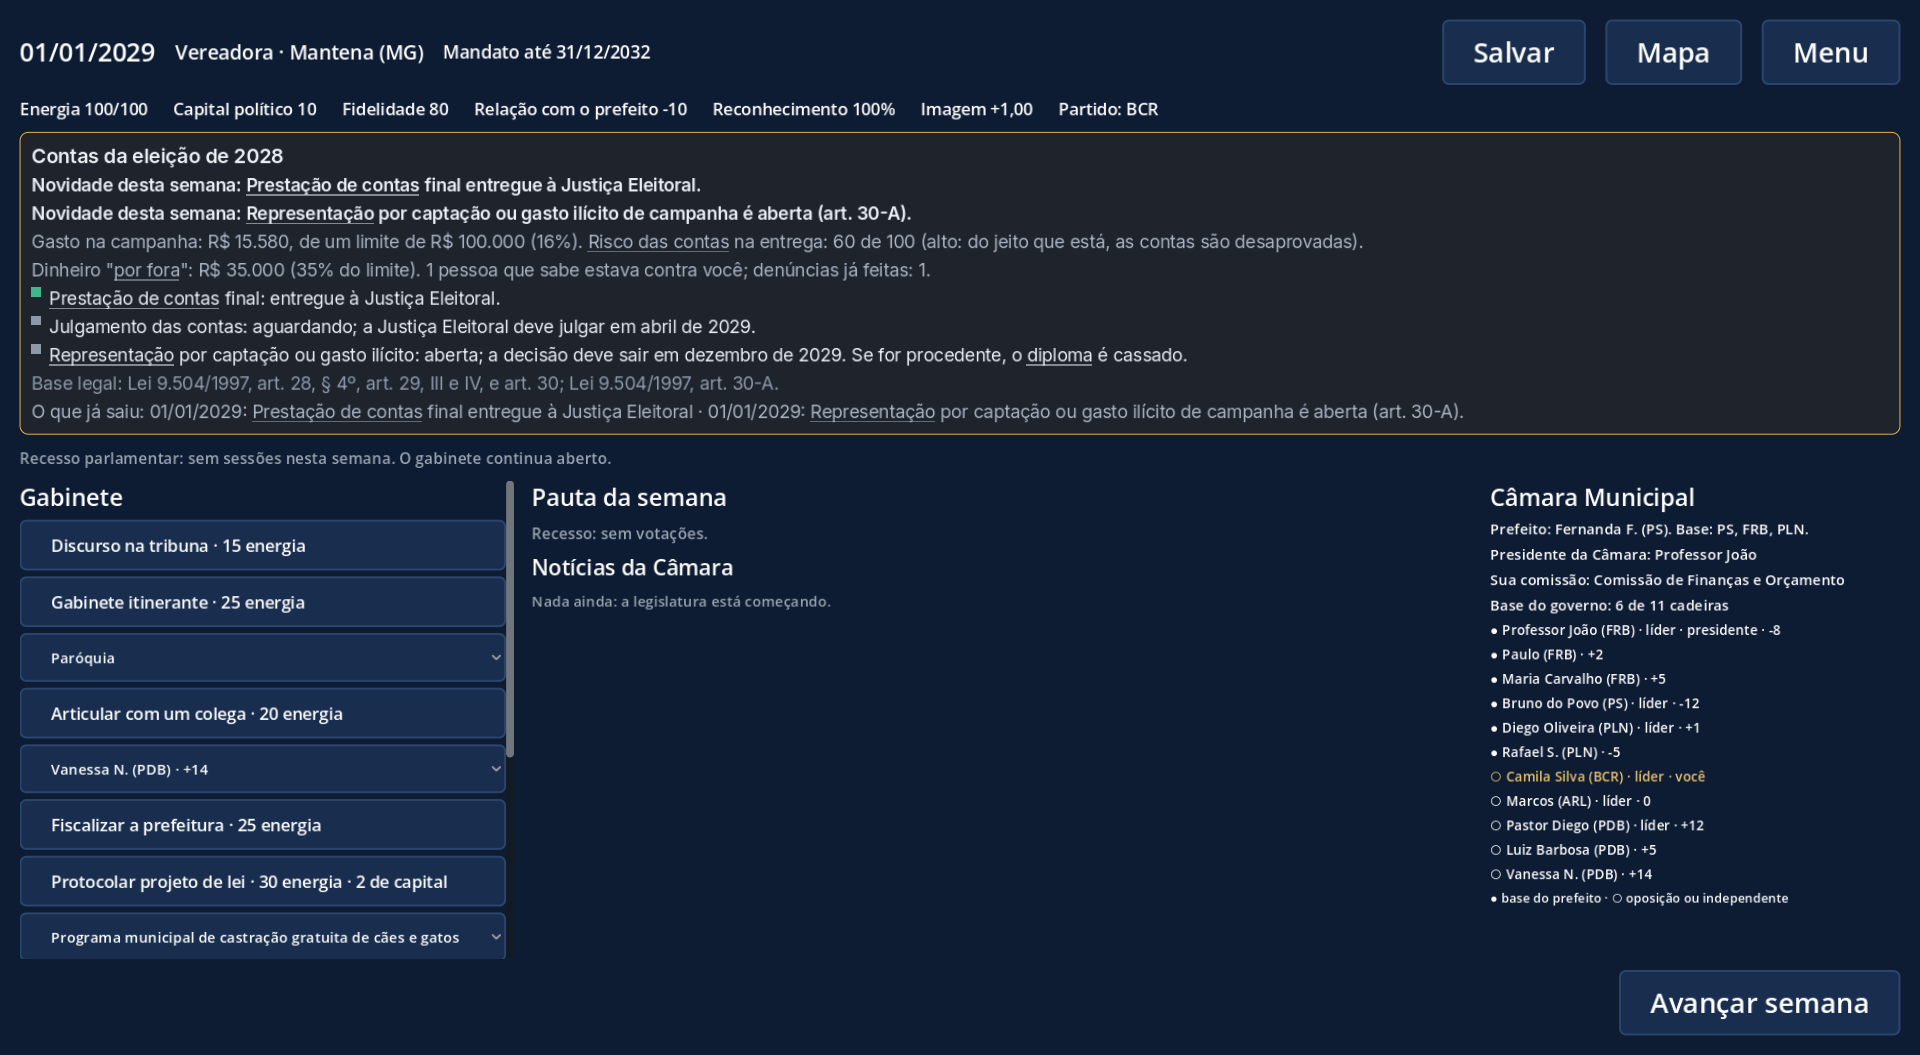 01/01/2029 Vereadora · Mantena (MG) Mandato até 31/12/2032
Salvar Mapa Menu
Energia 100/100 Capital político 10 Fidelidade 80 Relação com o prefeito -10 Reconhecimento 100% Imagem +1,00 Partido: BCR
Contas da eleição de 2028
Novidade desta semana: Prestação de contas final entregue à Justiça Eleitoral.
Novidade desta semana: Representação por captação ou gasto ilícito de campanha é aberta (art. 30-A).
Gasto na campanha: R$ 15.580, de um limite de R$ 100.000 (16%). Risco das contas na entrega: 60 de 100 (alto: do jeito que está, as contas são desaprovadas).
Dinheiro "por fora": R$ 35.000 (35% do limite). 1 pessoa que sabe estava contra você; denúncias já feitas: 1.
Prestação de contas final: entregue à Justiça Eleitoral.
Julgamento das contas: aguardando; a Justiça Eleitoral deve julgar em abril de 2029.
Representação por captação ou gasto ilícito: aberta; a decisão deve sair em dezembro de 2029. Se for procedente, o diploma é cassado.
Base legal: Lei 9.504/1997, art. 28, § 4º, art. 29, III e IV, e art. 30; Lei 9.504/1997, art. 30-A.
O que já saiu: 01/01/2029: Prestação de contas final entregue à Justiça Eleitoral · 01/01/2029: Representação por captação ou gasto ilícito de campanha é aberta (art. 30-A).
Recesso parlamentar: sem sessões nesta semana. O gabinete continua aberto.
Gabinete
Discurso na tribuna · 15 energia
Gabinete itinerante · 25 energia
Paróquia
Articular com um colega · 20 energia
Vanessa N. (PDB) · +14
Fiscalizar a prefeitura · 25 energia
Protocolar projeto de lei · 30 energia · 2 de capital
Programa municipal de castração gratuita de cães e gatos
Pauta da semana
Recesso: sem votações.
Notícias da Câmara
Nada ainda: a legislatura está começando.
Câmara Municipal
Prefeito: Fernanda F. (PS). Base: PS, FRB, PLN.
Presidente da Câmara: Professor João
Sua comissão: Comissão de Finanças e Orçamento
Base do governo: 6 de 11 cadeiras
● Professor João (FRB) · líder · presidente · -8
● Paulo (FRB) · +2
● Maria Carvalho (FRB) · +5
● Bruno do Povo (PS) · líder · -12
● Diego Oliveira (PLN) · líder · +1
● Rafael S. (PLN) · -5
○ Camila Silva (BCR) · líder · você
○ Marcos (ARL) · líder · 0
○ Pastor Diego (PDB) · líder · +12
○ Luiz Barbosa (PDB) · +5
○ Vanessa N. (PDB) · +14
● base do prefeito · ○ oposição ou independente
Avançar semana